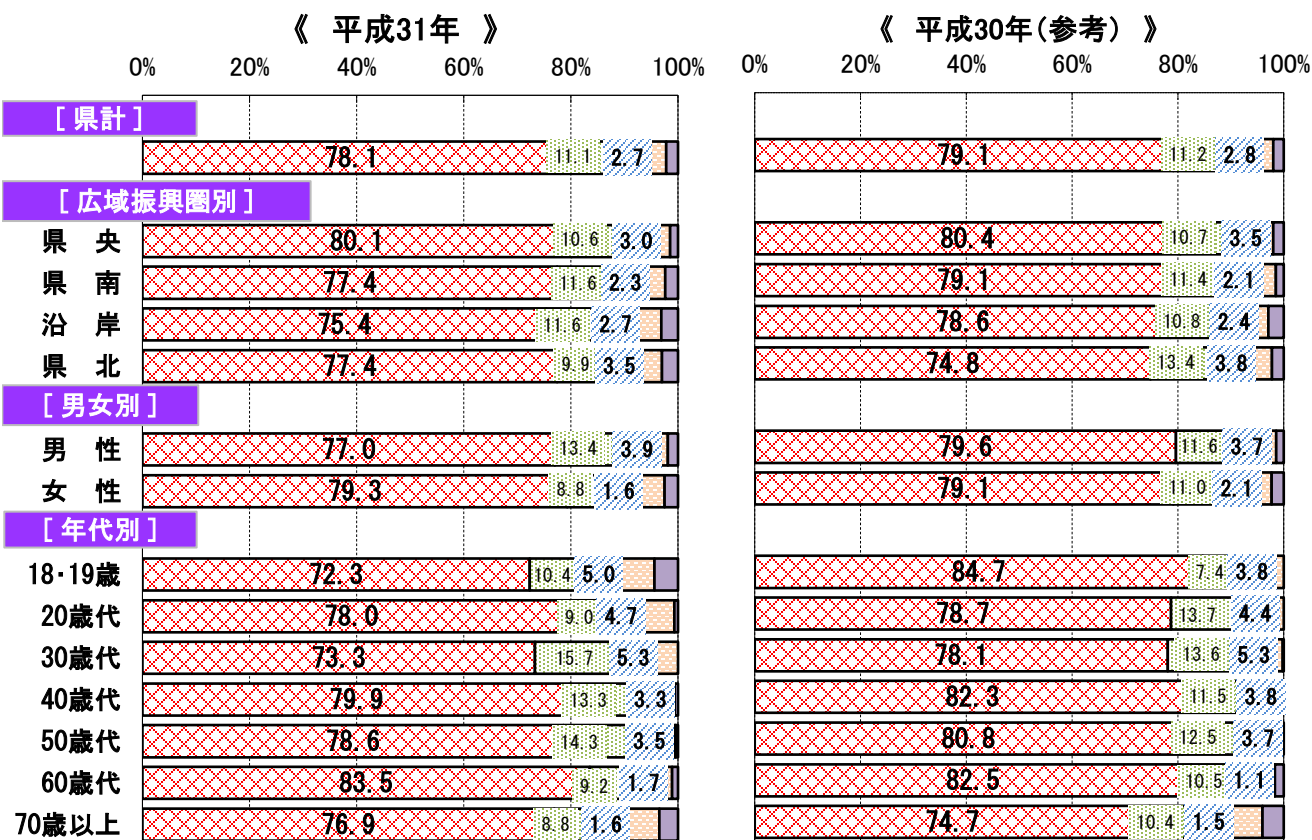 《 平成31年 》 《 平成30年(参考) 》
0% 20% 40% 60% 80% 100% 0% 20% 40% 60% 80% 100%
[ 県計 ]
78.1 11.1 2.7 79.1 11.2 2.8
[ 広域振興圏別 ]
県 央 80.1 10.6 3.0 80.4 10.7 3.5
県 南 77.4 11.6 2.3 79.1 11.4 2.1
沿 岸 75.4 11.6 2.7 78.6 10.8 2.4
県 北 77.4 9.9 3.5 74.8 13.4 3.8
[ 男女別 ]
男 性 77.0 13.4 3.9 79.6 11.6 3.7
女 性 79.3 8.8 1.6 79.1 11.0 2.1
[ 年代別 ]
18・19歳 72.3 10.4 5.0 84.7 7.4 3.8
20歳代 78.0 9.0 4.7 78.7 13.7 4.4
30歳代 73.3 15.7 5.3 78.1 13.6 5.3
40歳代 79.9 13.3 3.3 82.3 11.5 3.8
50歳代 78.6 14.3 3.5 80.8 12.5 3.7
60歳代 83.5 9.2 1.7 82.5 10.5 1.1
70歳以上 76.9 8.8 1.6 74.7 10.4 1.5